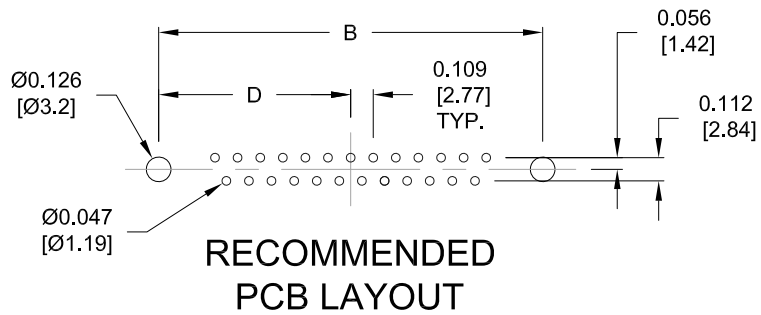 B
0.056
[1.42]
Ø0.126
[Ø3.2]
D
0.109
[2.77]
TYP.
0.112
[2.84]
Ø0.047
[Ø1.19]
RECOMMENDED
PCB LAYOUT